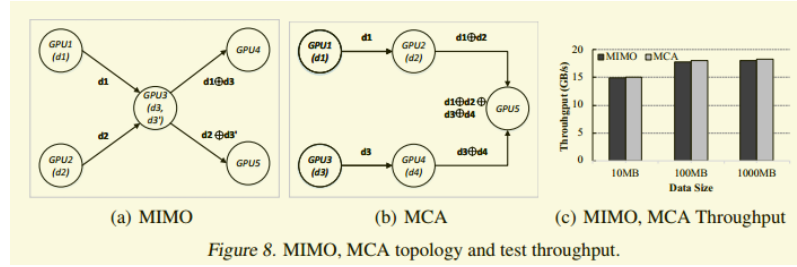 GPU1
(d1)
GPU4
d1
d1⊕d3
GPU3
(d3,
d3')
d2
d2 ⊕d3'
GPU2
(d2)
GPU5
(a) MIMO
GPU1
(d1)
d1
GPU2
(d2)
d1⊕d2
d1⊕d2 ⊕
d3⊕d4
GPU5
GPU3
(d3)
d3
GPU4
(d4)
d3⊕d4
(b) MCA
MIMO MCA
Throuhgput (GB/s)
20
15
10
5
0
10MB 100MB 1000MB
Data Size
(c) MIMO, MCA Throughput
Figure 8. MIMO, MCA topology and test throughput.